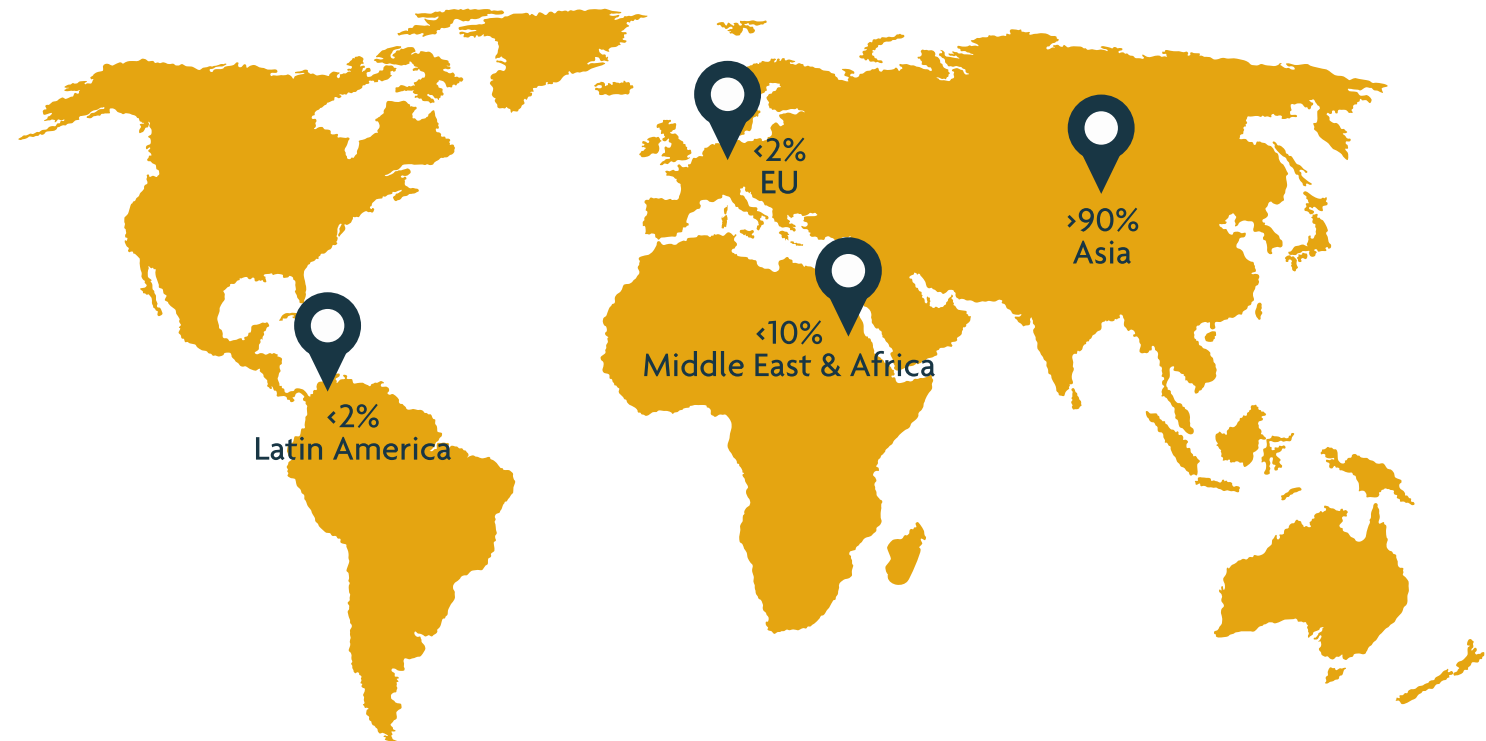 <2%
EU
>90%
Asia
<10%
Middle East & Africa
<2%
Latin America